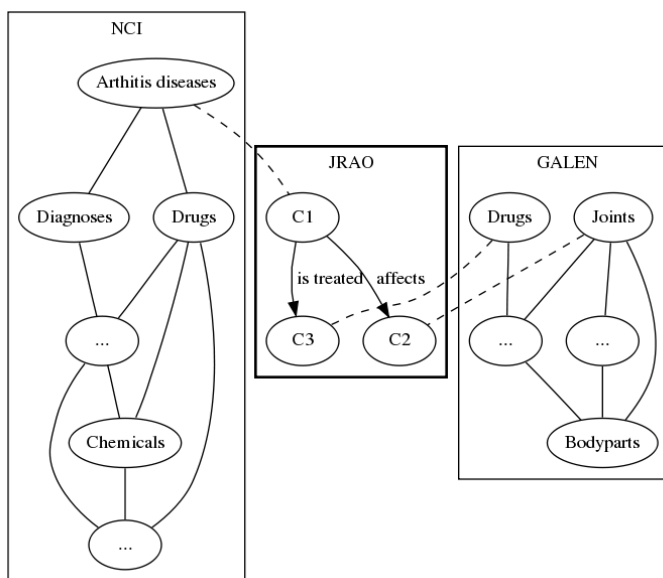 NCI
Arthitis diseases
Diagnoses
Drugs
...
Chemicals
...
JRAO
C1
is treated
affects
C3
C2
GALEN
Drugs
Joints
...
...
Bodyparts